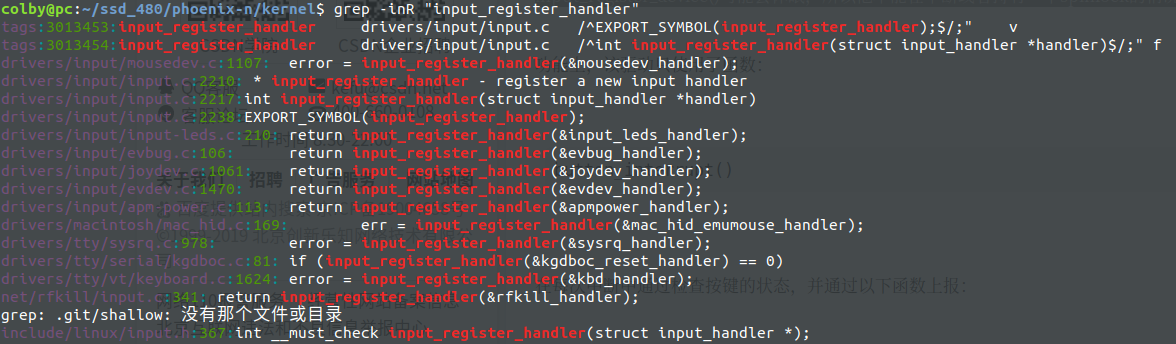 colby@pc:~/ssd_480/phoenix-n/kernel$ grep -inR "input_register_handler"
tags:3013453:input_register_handler drivers/input/input.c /^EXPORT_SYMBOL(input_register_handler);$/;" v
tags:3013454:input_register_handler drivers/input/input.c /^int input_register_handler(struct input_handler *handler)$/;" f
drivers/input/mousedev.c:1107: error = input_register_handler(&mousedev_handler);
drivers/input/input.c:2210: * input_register_handler - register a new input handler
drivers/input/input.c:2217:int input_register_handler(struct input_handler *handler)
drivers/input/input.c:2238:EXPORT_SYMBOL(input_register_handler);
drivers/input/input-leds.c:210: return input_register_handler(&input_leds_handler);
drivers/input/evbug.c:106: return input_register_handler(&evbug_handler);
drivers/input/joydev.c:1061: return input_register_handler(&joydev_handler);
drivers/input/evdev.c:1470: return input_register_handler(&evdev_handler);
drivers/input/apm-power.c:113: return input_register_handler(&apmpower_handler);
drivers/macintosh/mac_hid.c:169: err = input_register_handler(&mac_hid_emumouse_handler);
drivers/tty/sysrq.c:978: error = input_register_handler(&sysrq_handler);
drivers/tty/serial/kgdboc.c:81: if (input_register_handler(&kgdboc_reset_handler) == 0)
drivers/tty/vt/keyboard.c:1624: error = input_register_handler(&kbd_handler);
net/rfkill/input.c:341: return input_register_handler(&rfkill_handler);
grep: .git/shallow: 没有那个文件或目录
include/linux/input.h:367:int __must_check input_register_handler(struct input_handler *);